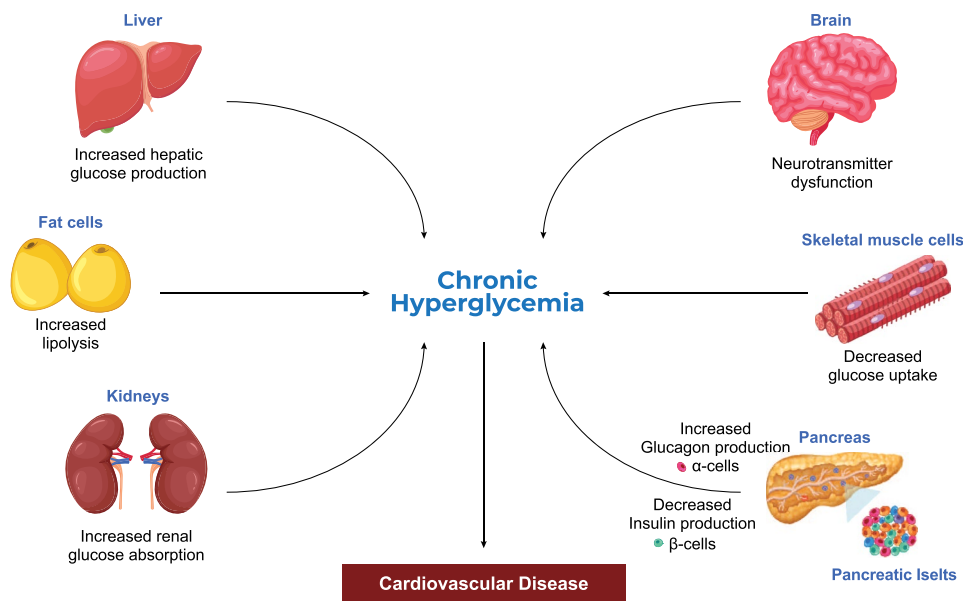 Liver
Increased hepatic
glucose production
Fat cells
Increased
lipolysis
Kidneys
Increased renal
glucose absorption
Chronic
Hyperglycemia
Cardiovascular Disease
Brain
Neurotransmitter
dysfunction
Skeletal muscle cells
Decreased
glucose uptake
Increased
Glucagon production
α-cells
Decreased
Insulin production
β-cells
Pancreas
Pancreatic Iselts